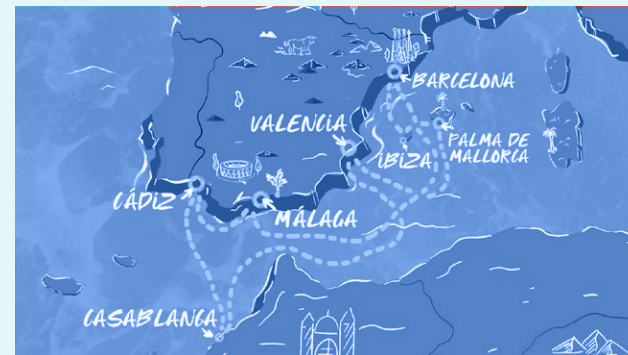 BARCELONA
VALENCIA
IBIZA
PALMA DE
MALLORCA
CÁDIZ
MÁLAGA
CASABLANCA